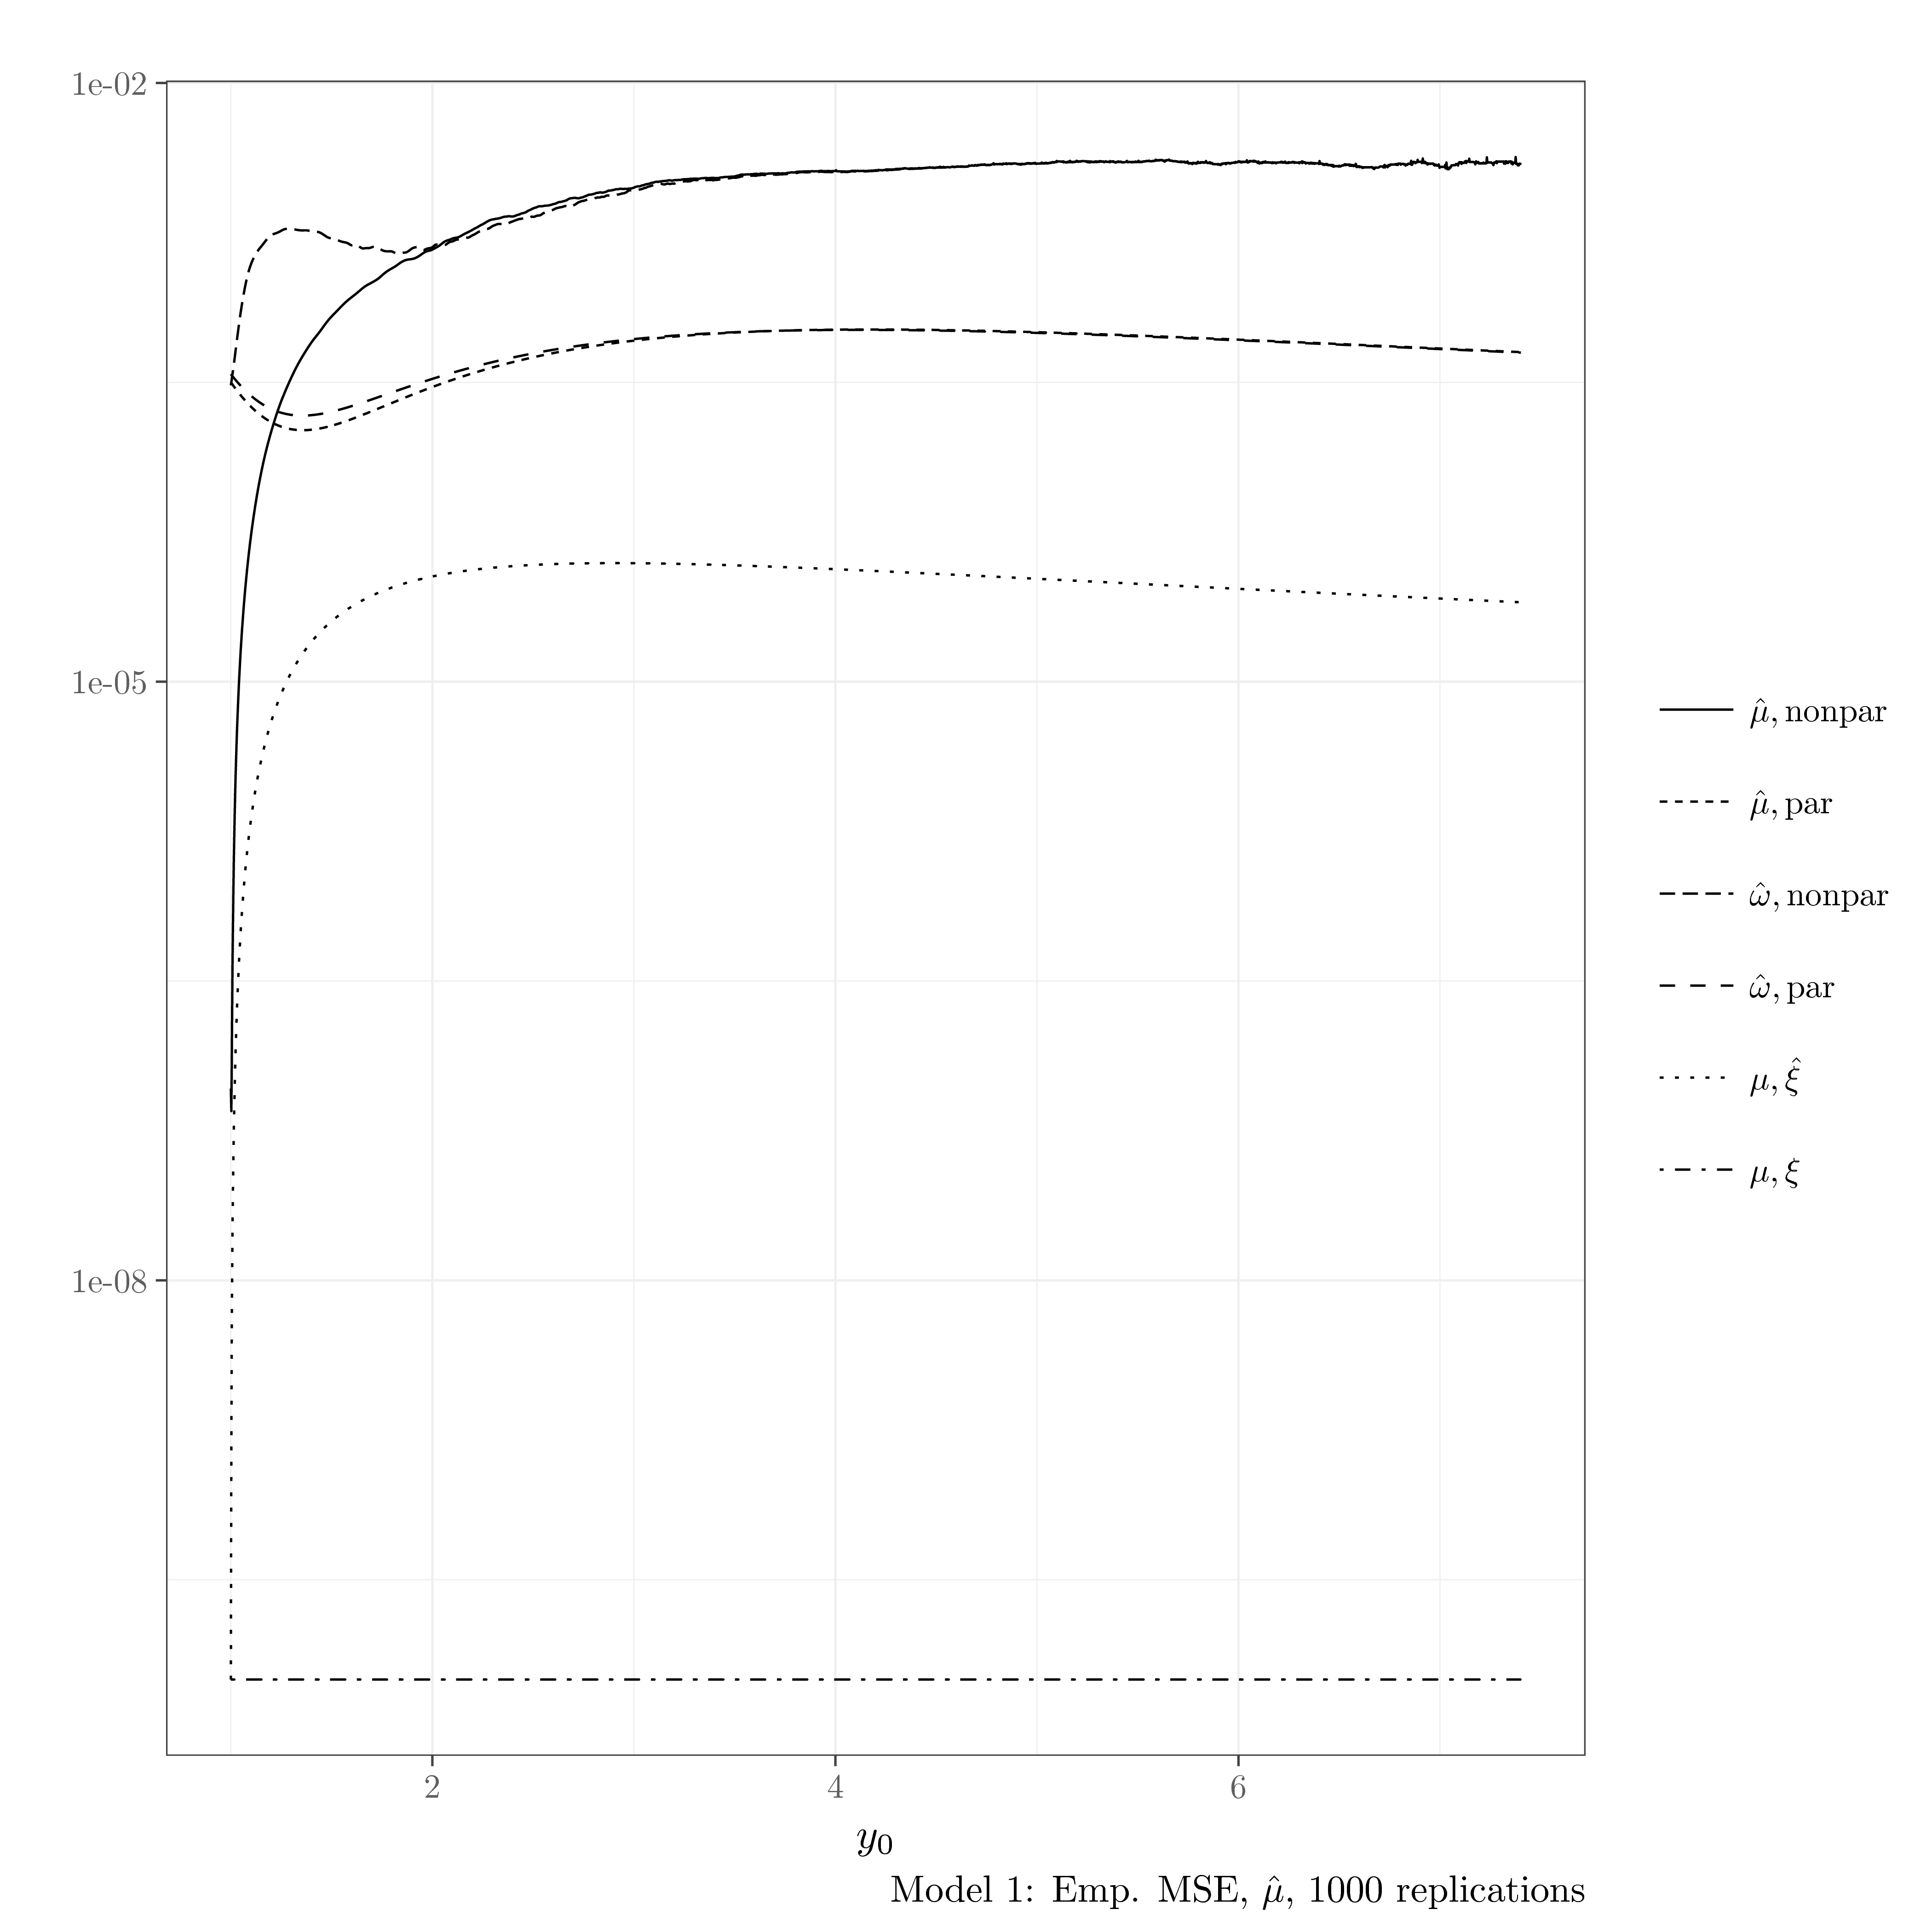 1e-02
1e-05
1e-08
2 4 6
y₀
μ̂, nonpar
μ̂, par
ω̂, nonpar
ω̂, par
μ, ξ̂
μ, ξ
Model 1: Emp. MSE, μ̂, 1000 replications